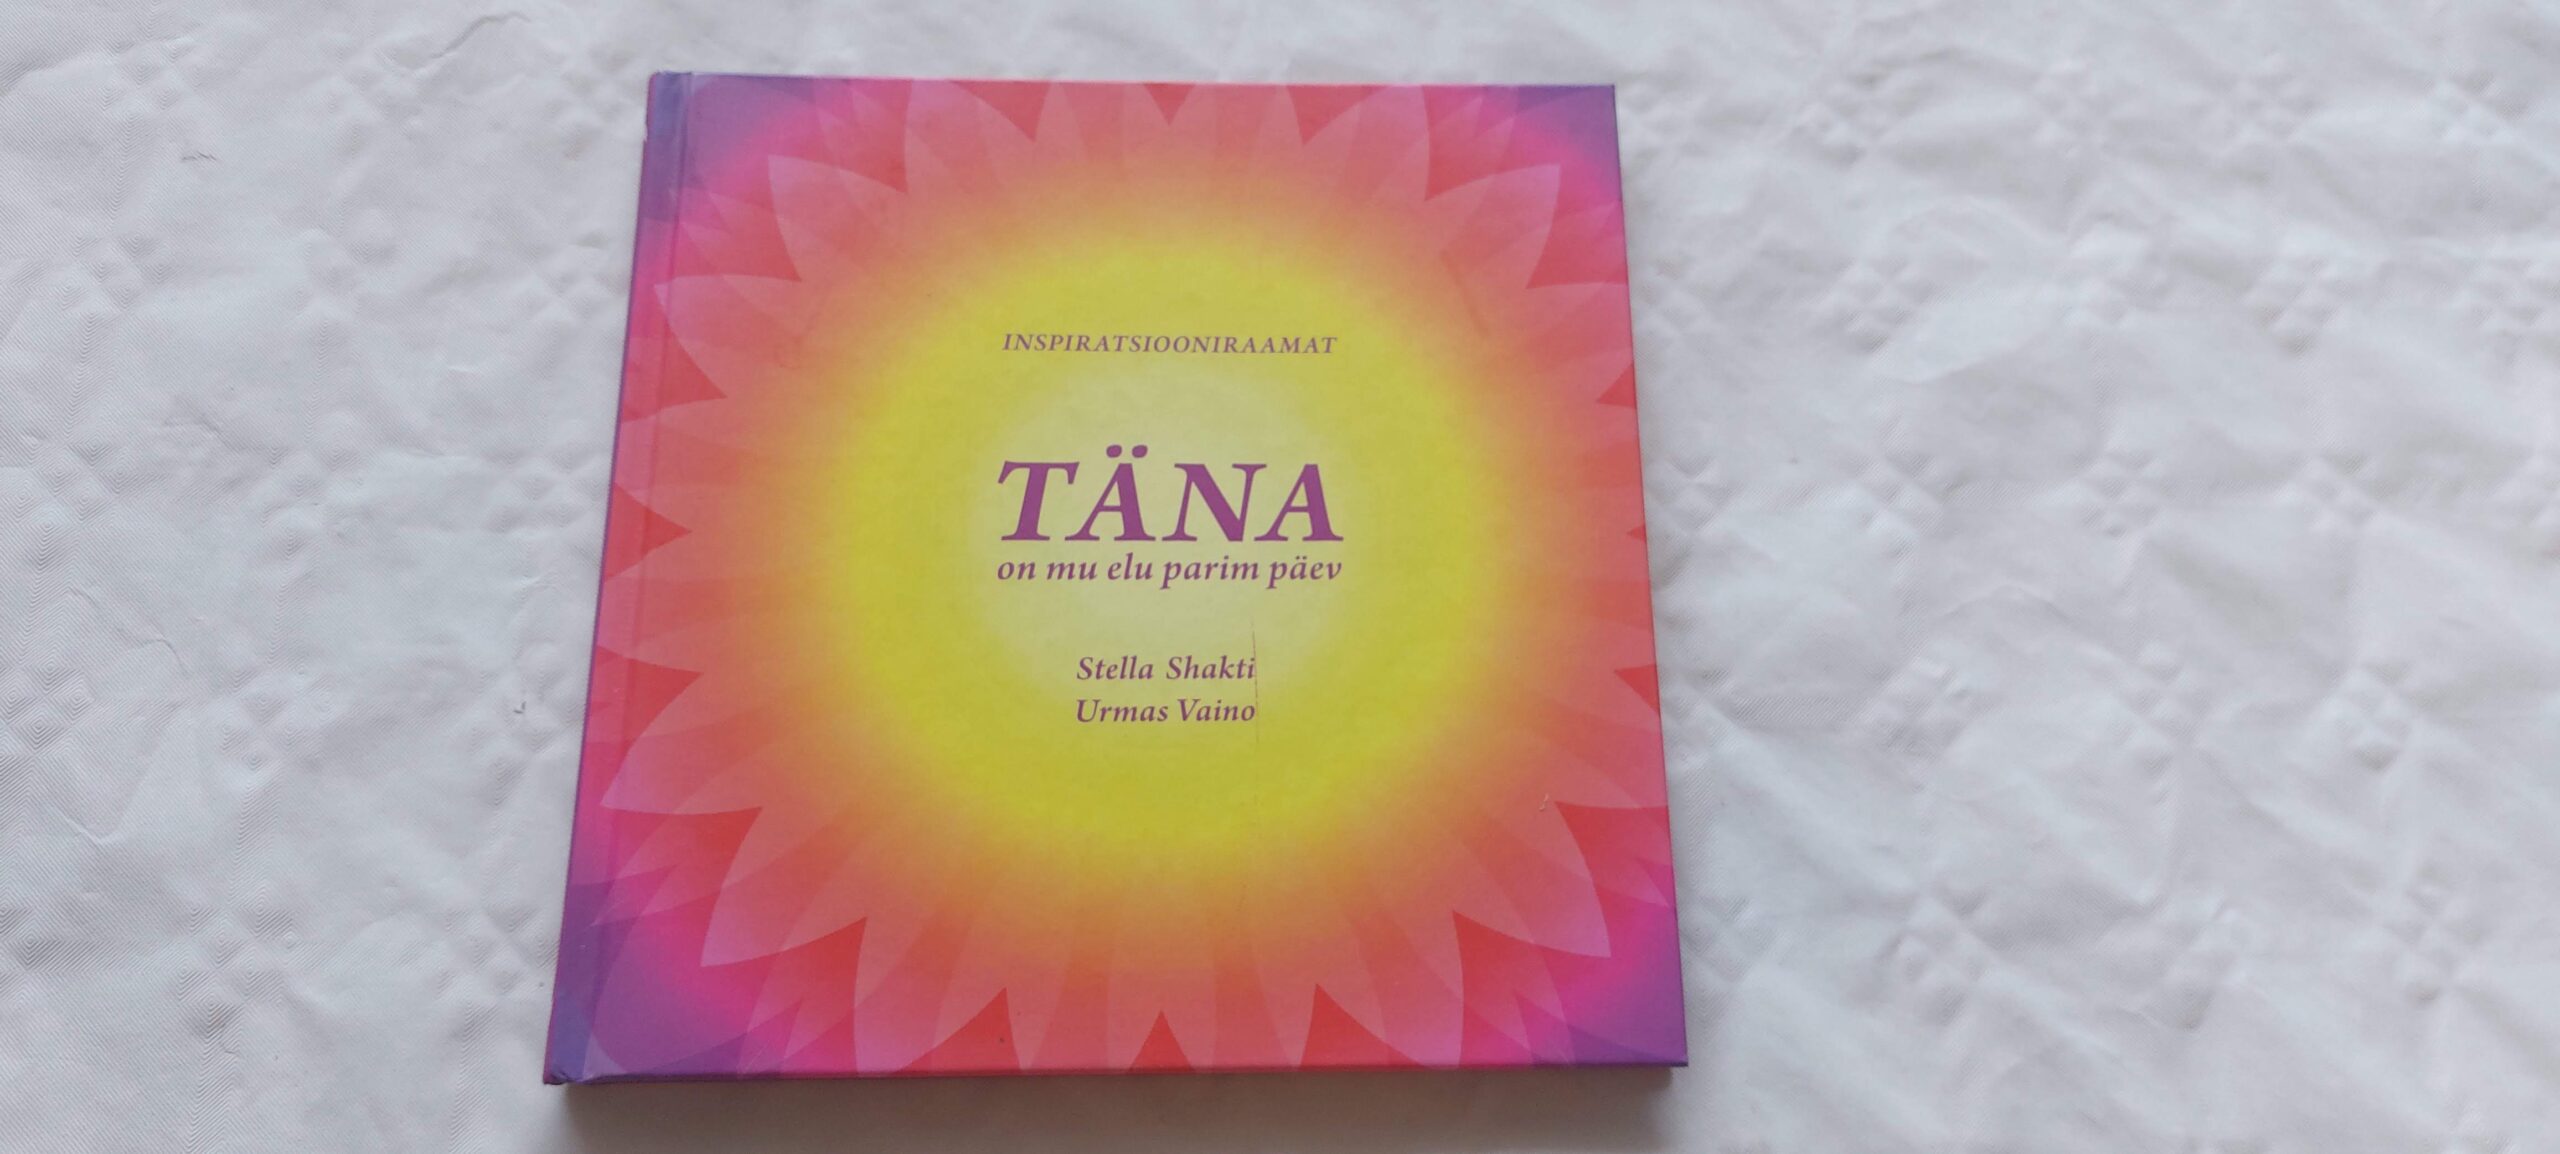 INSPIRATSIOONIRAAMAT
TÄNA
on mu elu parim päev
Stella Shakti
Urmas Vaino